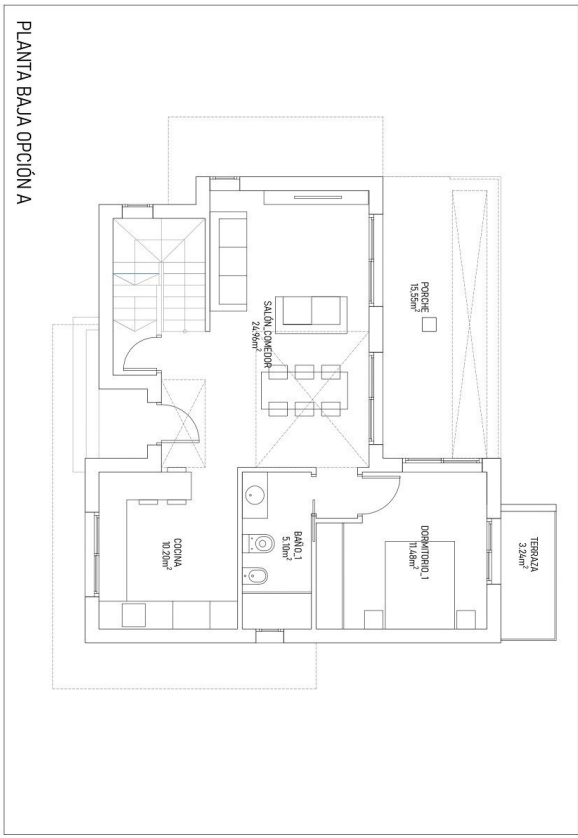 PLANTA BAJA OPCIÓN A
PORCHE
15,55m²
SALÓN_COMEDOR
24.96m²
TERRAZA
3.24m²
DORMITORIO_1
11.48m²
BAÑO_1
5.10m²
COCINA
10.20m²